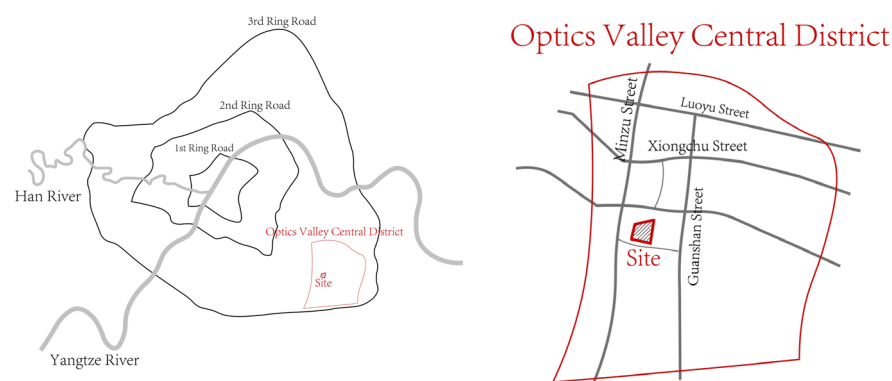 3rd Ring Road
2nd Ring Road
1st Ring Road
Han River
Optics Valley Central District
Site
Yangtze River
Optics Valley Central District
Minzu Street
Luoyu Street
Xiongchu Street
Guanshan Street
Site